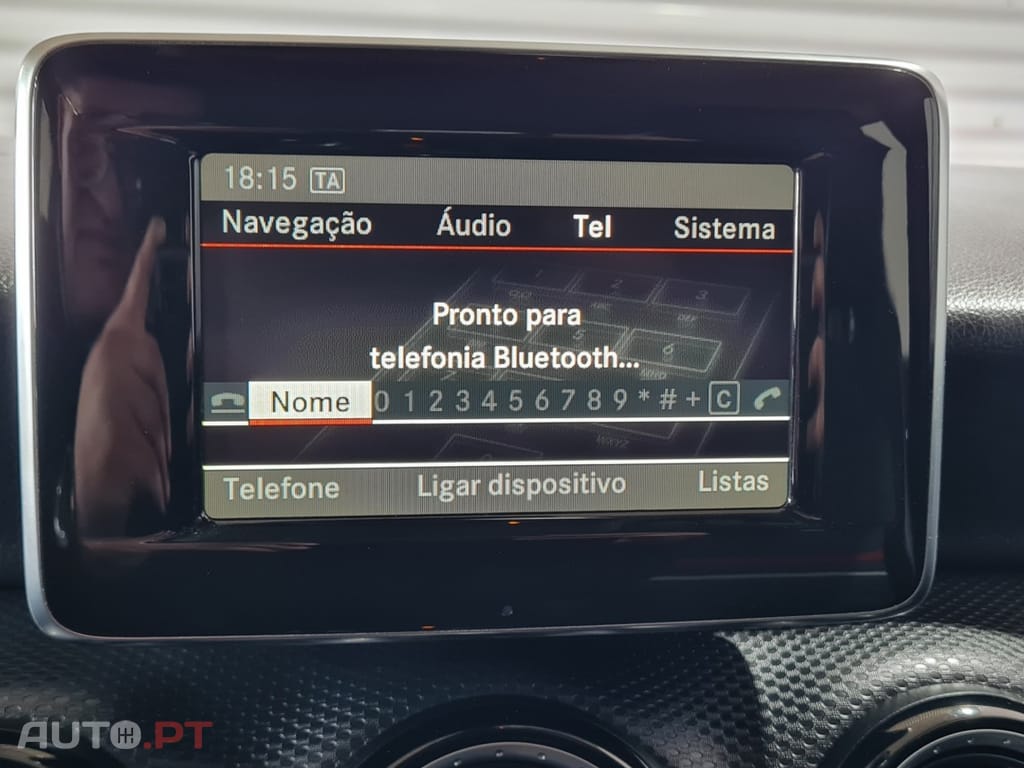 18:15 TA
Navegação Áudio Tel Sistema
Pronto para
telefonia Bluetooth...
Nome 0 1 2 3 4 5 6 7 8 9 * # + C
Telefone Ligar dispositivo Listas
AUTO.PT